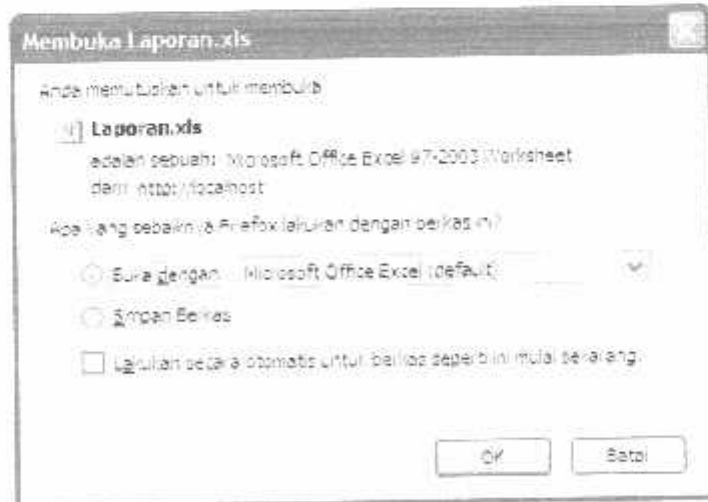 Membuka Laporan.xls
Anda memutuskan untuk membuka
Laporan.xls
adalah sebuah: Microsoft Office Excel 97-2003 Worksheet
dari: http://localhost
Apa yang sebaiknya Firefox lakukan dengan berkas ini?
Buka dengan Microsoft Office Excel (default)
Simpan Berkas
Lakukan secara otomatis untuk berkas seperti ini mulai sekarang.
OK Batal